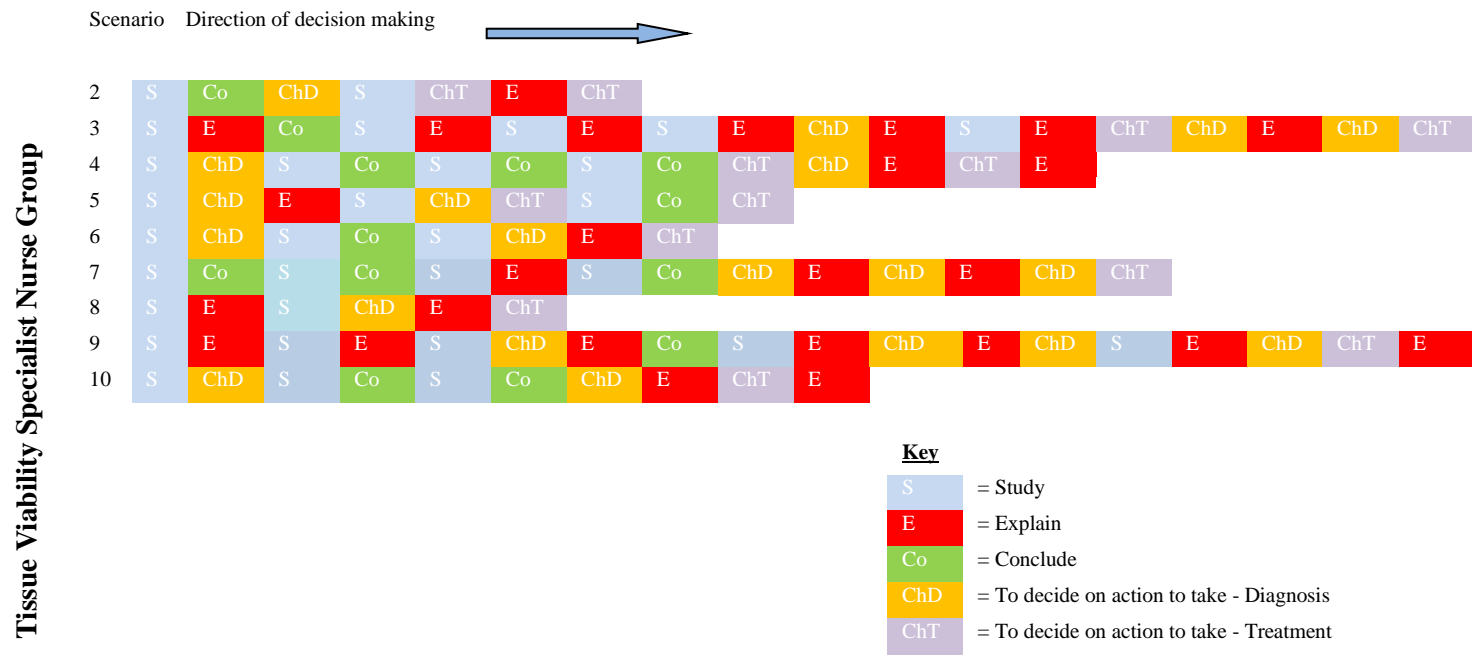 Scenario Direction of decision making
Tissue Viability Specialist Nurse Group
2 S Co ChD S ChT E ChT
3 S E Co S E S E S E ChD E S E ChT ChD E ChD ChT
4 S ChD S Co S Co S Co ChT ChD E ChT E
5 S ChD E S ChD ChT S Co ChT
6 S ChD S Co S ChD E ChT
7 S Co S Co S E S Co ChD E ChD E ChD ChT
8 S E S ChD E ChT
9 S E S E S ChD E Co S E ChD E ChD S E ChD ChT E
10 S ChD S Co S Co ChD E ChT E
Key
S = Study
E = Explain
Co = Conclude
ChD = To decide on action to take - Diagnosis
ChT = To decide on action to take - Treatment